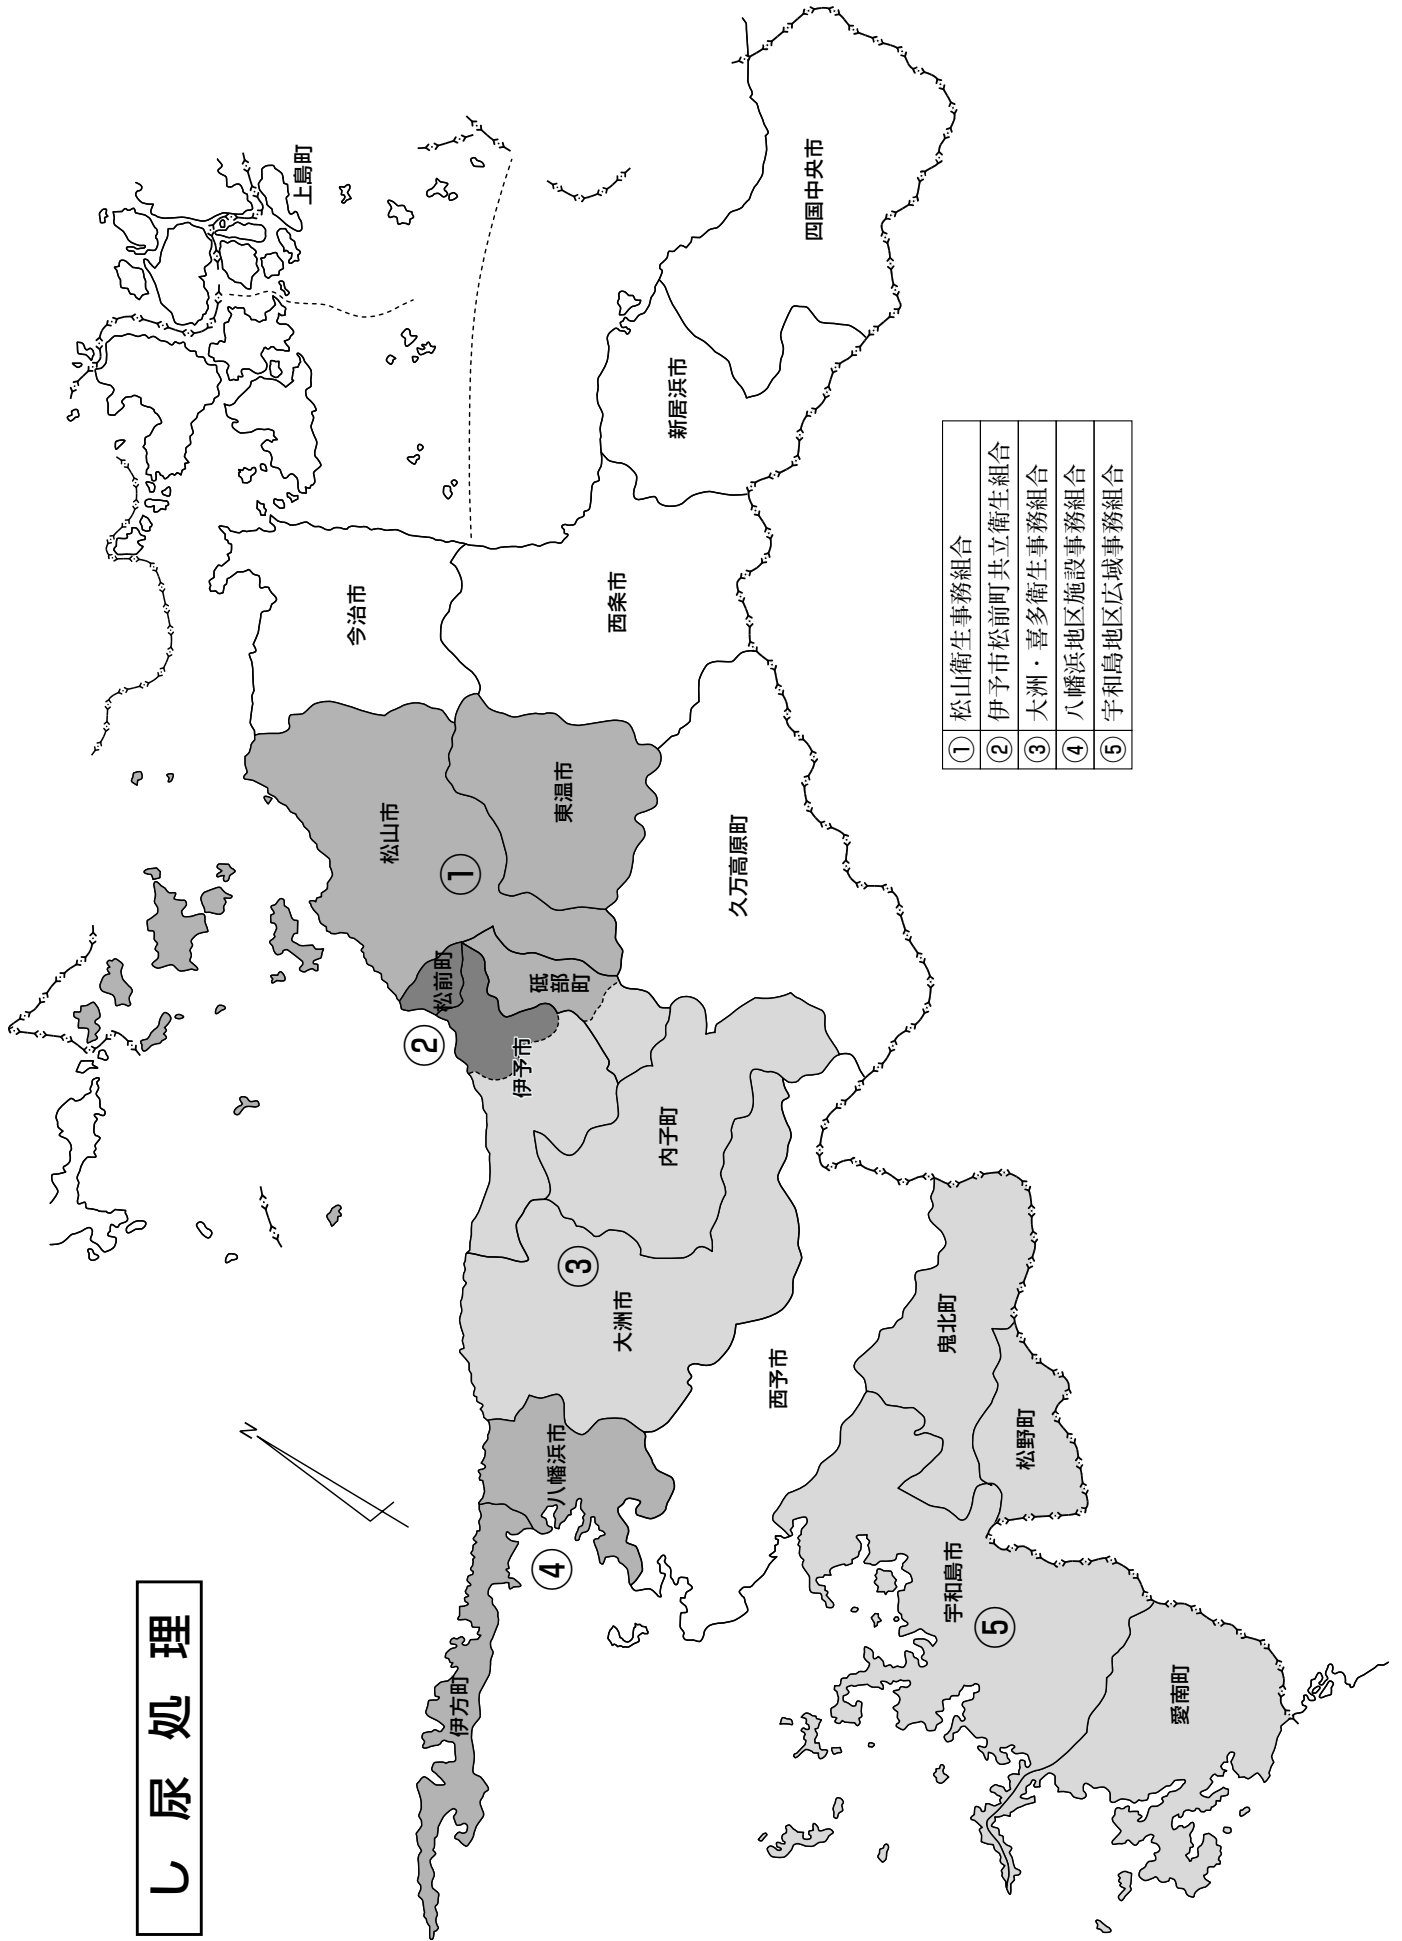 し尿処理
上島町
四国中央市
新居浜市
西条市
今治市
松山市
東温市
久万高原町
①
松前町
砥部町
②
伊予市
内子町
③
大洲市
西予市
鬼北町
松野町
八幡浜市
④
伊方町
宇和島市
⑤
愛南町
N
① 松山衛生事務組合
② 伊予市松前町共立衛生組合
③ 大洲・喜多衛生事務組合
④ 八幡浜地区施設事務組合
⑤ 宇和島地区広域事務組合